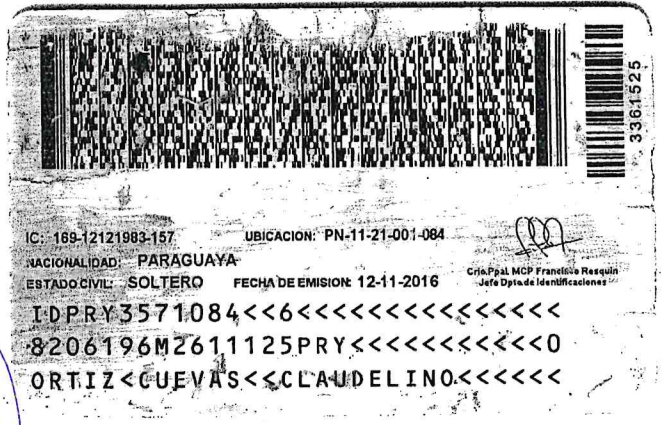 3361525
IC: 169-12121983-157
UBICACION: PN-11-21-001-084
NACIONALIDAD: PARAGUAYA
ESTADO CIVIL: SOLTERO
FECHA DE EMISION: 12-11-2016
Crio.Ppal. MCP Francisco Resquin
Jefe Dpto de Identificaciones
IDPRY3571084<<6<<<<<<<<<<<<<<<
8206196M2611125PRY<<<<<<<<<<<0
ORTIZ<CUEVAS<<CLAUDELINO<<<<<<